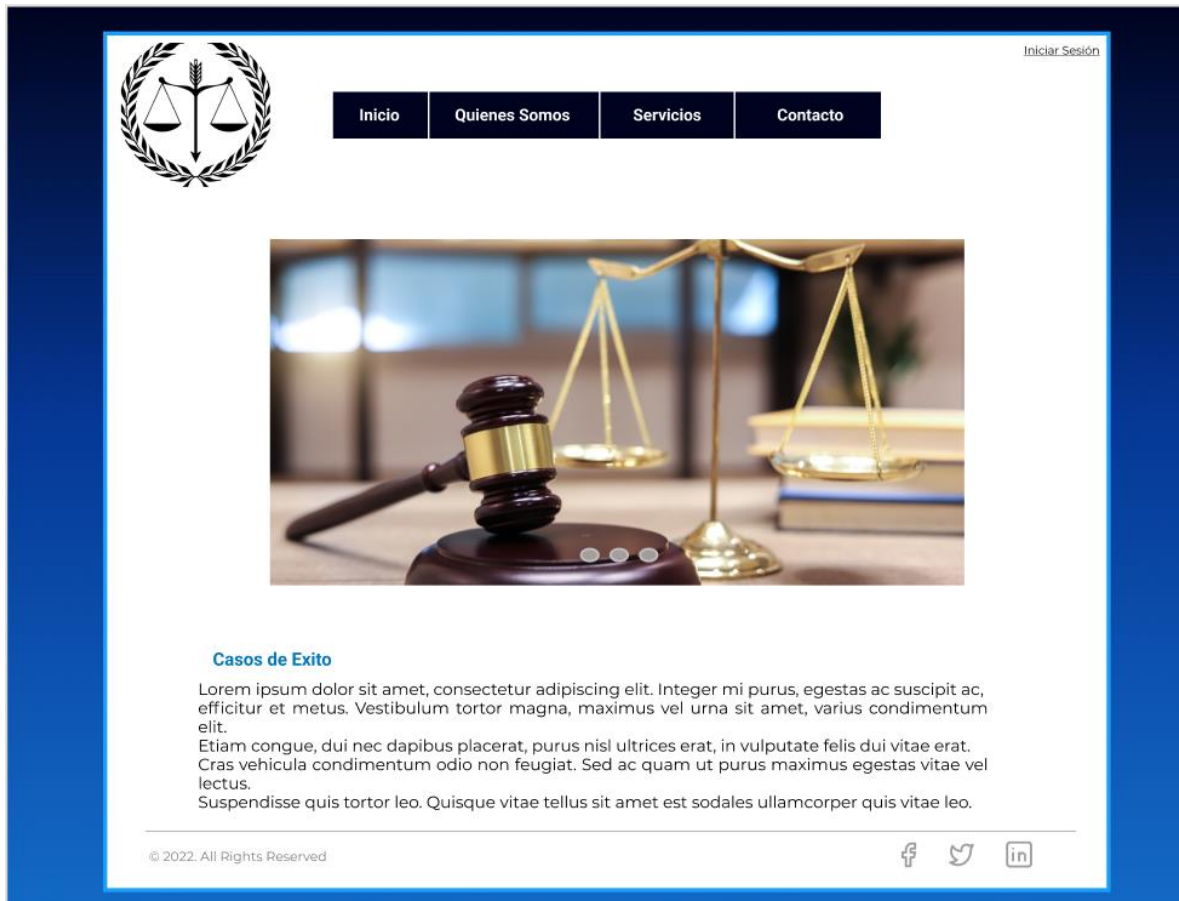 Iniciar Sesión
Inicio
Quienes Somos
Servicios
Contacto
Casos de Exito
Lorem ipsum dolor sit amet, consectetur adipiscing elit. Integer mi purus, egestas ac suscipit ac,
efficitur et metus. Vestibulum tortor magna, maximus vel urna sit amet, varius condimentum
elit.
Etiam congue, dui nec dapibus placerat, purus nisl ultrices erat, in vulputate felis dui vitae erat.
Cras vehicula condimentum odio non feugiat. Sed ac quam ut purus maximus egestas vitae vel
lectus.
Suspendisse quis tortor leo. Quisque vitae tellus sit amet est sodales ullamcorper quis vitae leo.
© 2022. All Rights Reserved